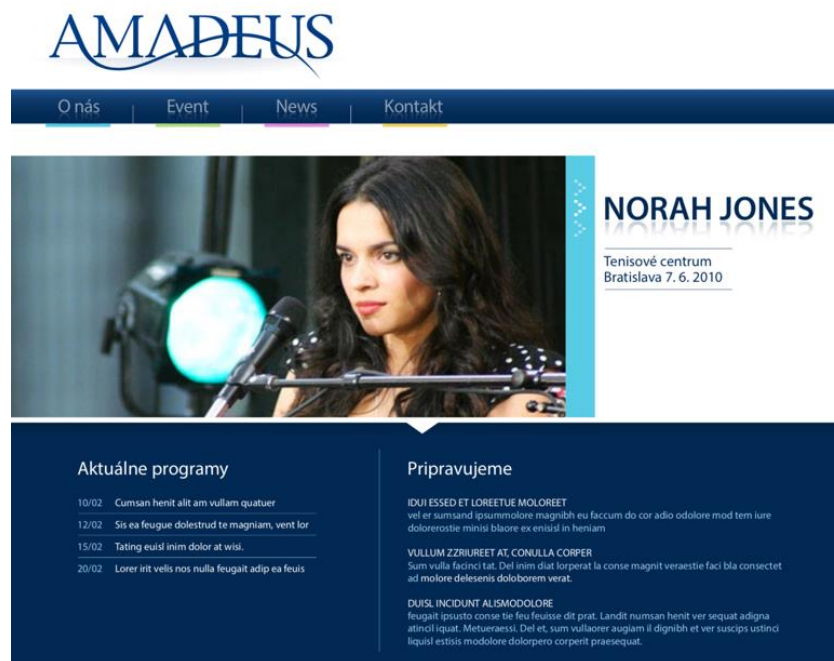 AMADEUS
O nás
Event
News
Kontakt
NORAH JONES
Tenisové centrum
Bratislava 7. 6. 2010
Aktuálne programy
10/02 Cumsan henit alit am vullam quatuer
12/02 Sis ea feugue dolestrud te magniam, vent lor
15/02 Tating euisl inim dolor at wisi.
20/02 Lorer irit velis nos nulla feugait adip ea feuis
Pripravujeme
IDUI ESSED ET LOREETUE MOLOREET
vel er sumsand ipsummolore magnibh eu faccum do cor adio odolore mod tem iure
dolorerostie minisi blaore ex enisisl in heniam
VULLUM ZZRIUREET AT, CONULLA CORPER
Sum vulla facinci tat. Del inim diat lorperat la conse magnit veraestie faci bla consectet
ad molore delesenis doloborem verat.
DUISL INCIDUNT ALISMODOLORE
feugait ipsusto conse tie feu feuisse dit prat. Landit numsan henit ver sequat adigna
atincil iquat. Metueraessi. Del et, sum vullaorer augiam il dignibh et ver suscips ustinci
liquisl estisis modolore dolorpero corperit praesequat.